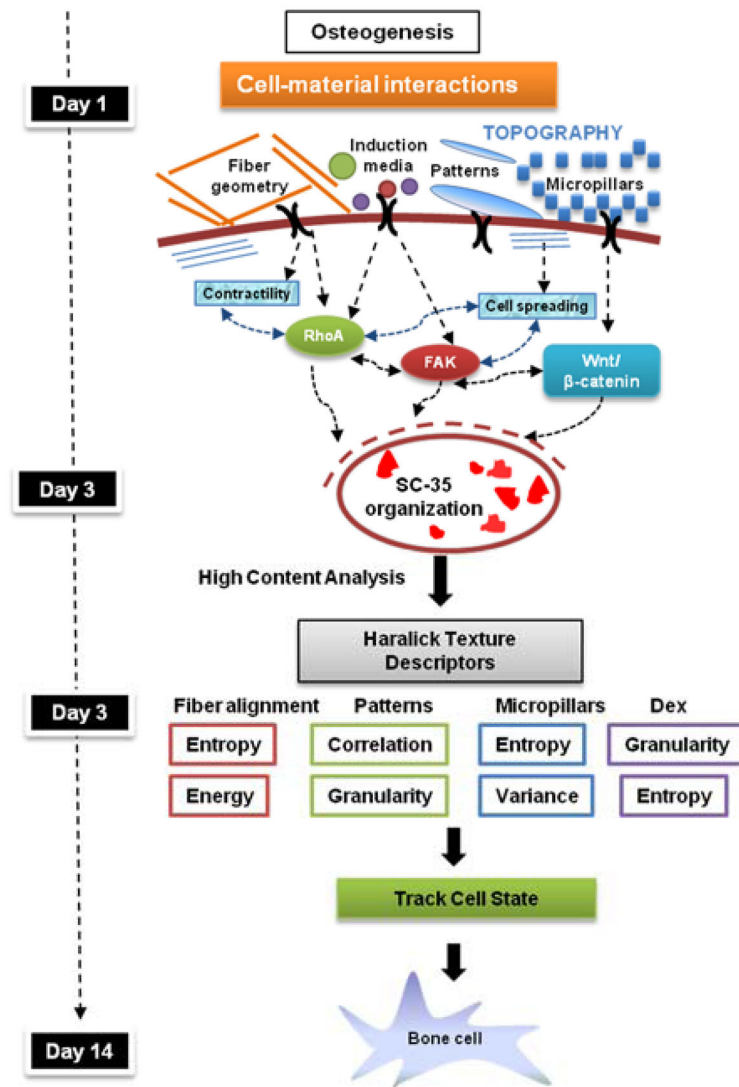 Osteogenesis
Cell-material interactions
Day 1
TOPOGRAPHY
Fiber
geometry
Induction
media
Patterns
Micropillars
Contractility
Cell spreading
RhoA
FAK
Wnt/
β-catenin
Day 3
SC-35
organization
High Content Analysis
Haralick Texture
Descriptors
Day 3
Fiber alignment Patterns Micropillars Dex
Entropy Correlation Entropy Granularity
Energy Granularity Variance Entropy
Track Cell State
Bone cell
Day 14